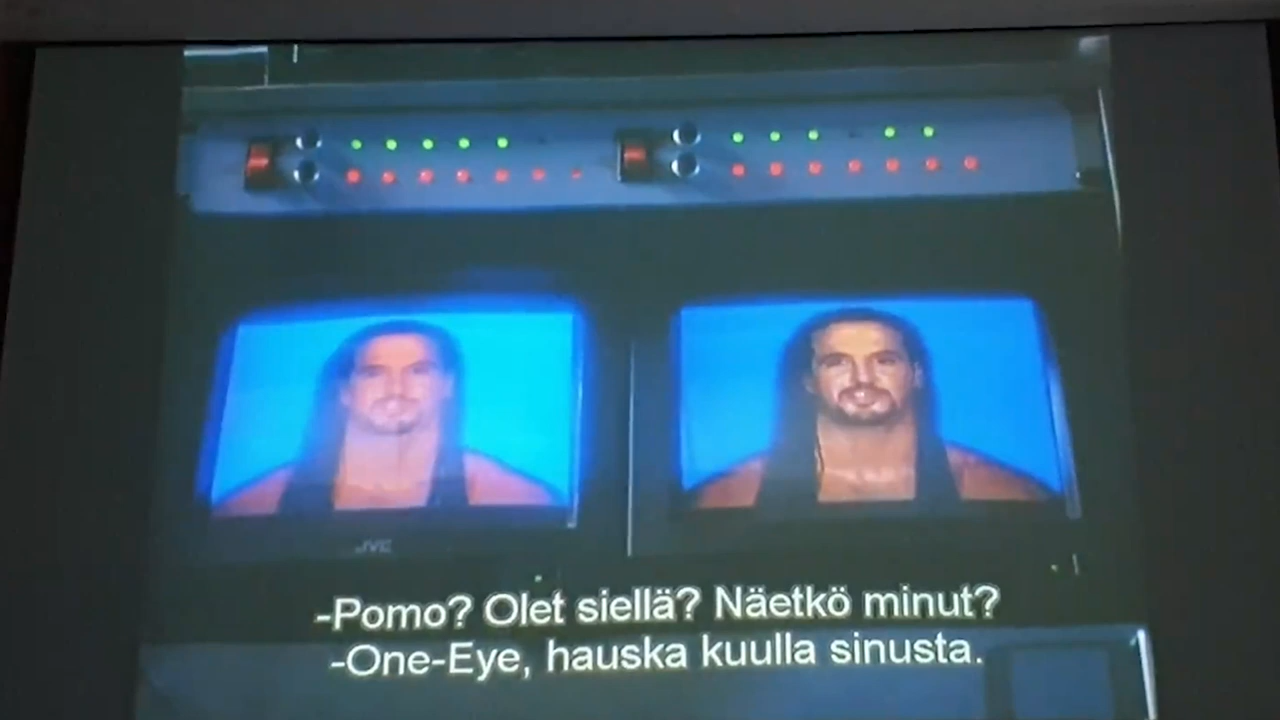 JVC
-Pomo? Olet siellä? Näetkö minut?
-One-Eye, hauska kuulla sinusta.